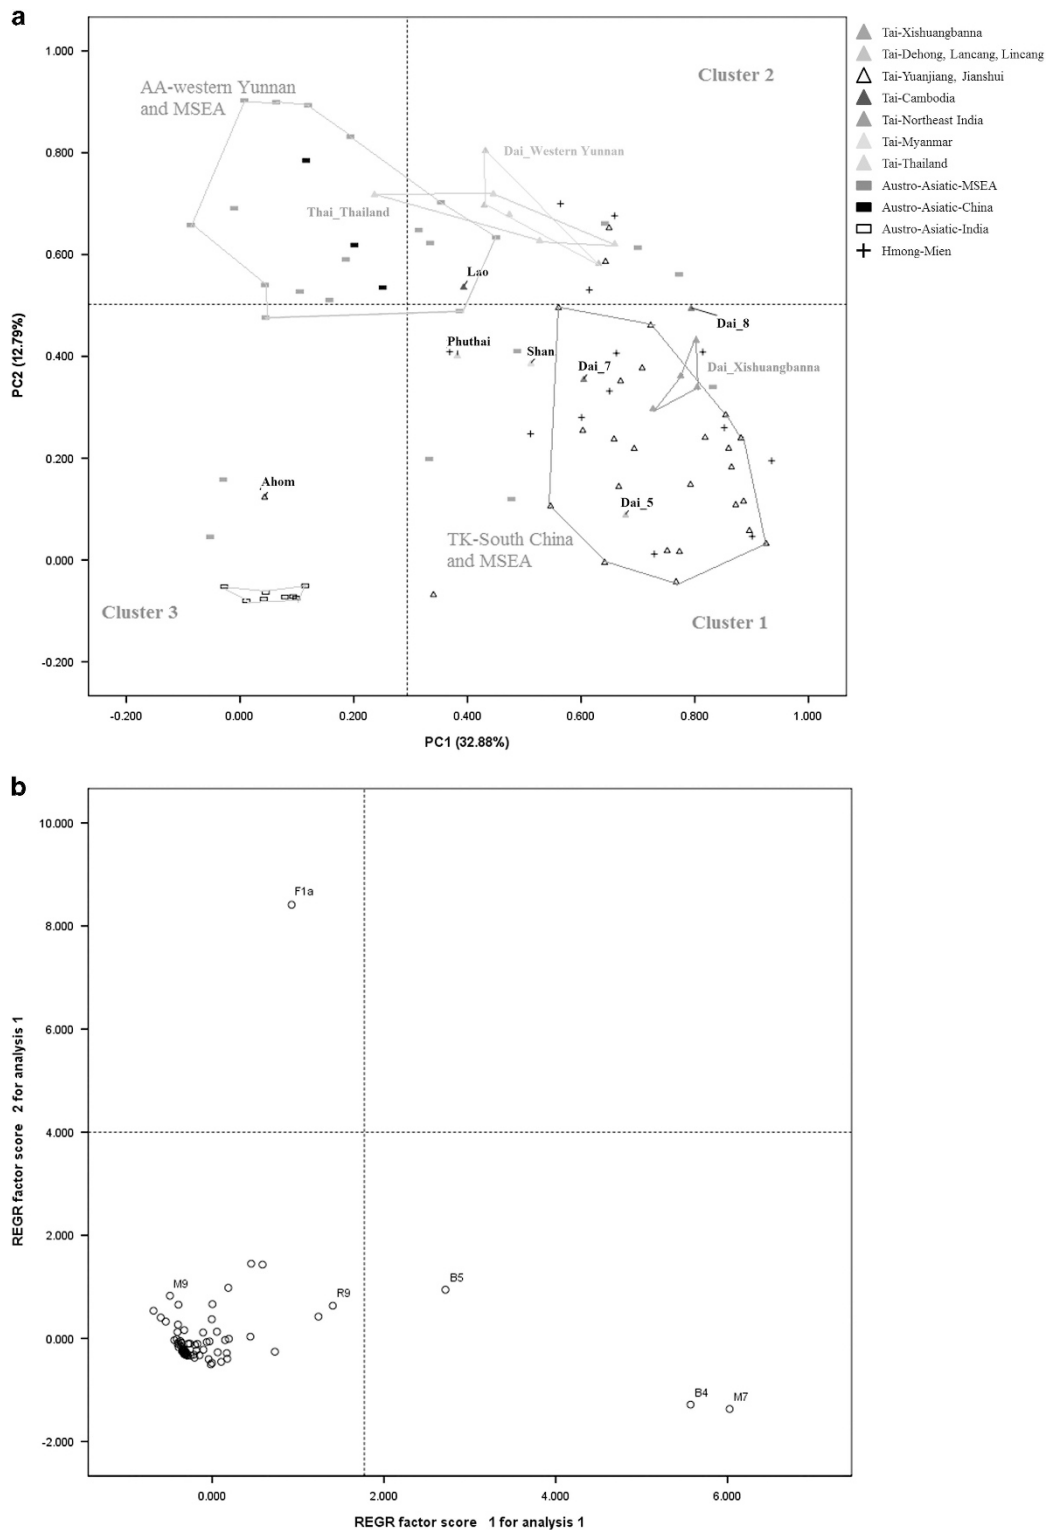 a
1.000
0.800
0.600
0.400
0.200
0.000
-0.200
PC2 (12.79%)
AA-western Yunnan
and MSEA
Cluster 2
Dai_Western Yunnan
Thai_Thailand
Lao
Dai_8
Phuthai
Shan
Dai_7
Dai_Xishuangbanna
Ahom
Dai_5
TK-South China
and MSEA
Cluster 3
Cluster 1
-0.200
0.000
0.200
0.400
0.600
0.800
1.000
PC1 (32.88%)
Tai-Xishuangbanna
Tai-Dehong, Lancang, Lincang
Tai-Yuanjiang, Jianshui
Tai-Cambodia
Tai-Northeast India
Tai-Myanmar
Tai-Thailand
Austro-Asiatic-MSEA
Austro-Asiatic-China
Austro-Asiatic-India
Hmong-Mien
b
10.000
8.000
6.000
4.000
2.000
0.000
-2.000
REGR factor score 2 for analysis 1
F1a
M9
R9
B5
B4
M7
0.000
2.000
4.000
6.000
REGR factor score 1 for analysis 1